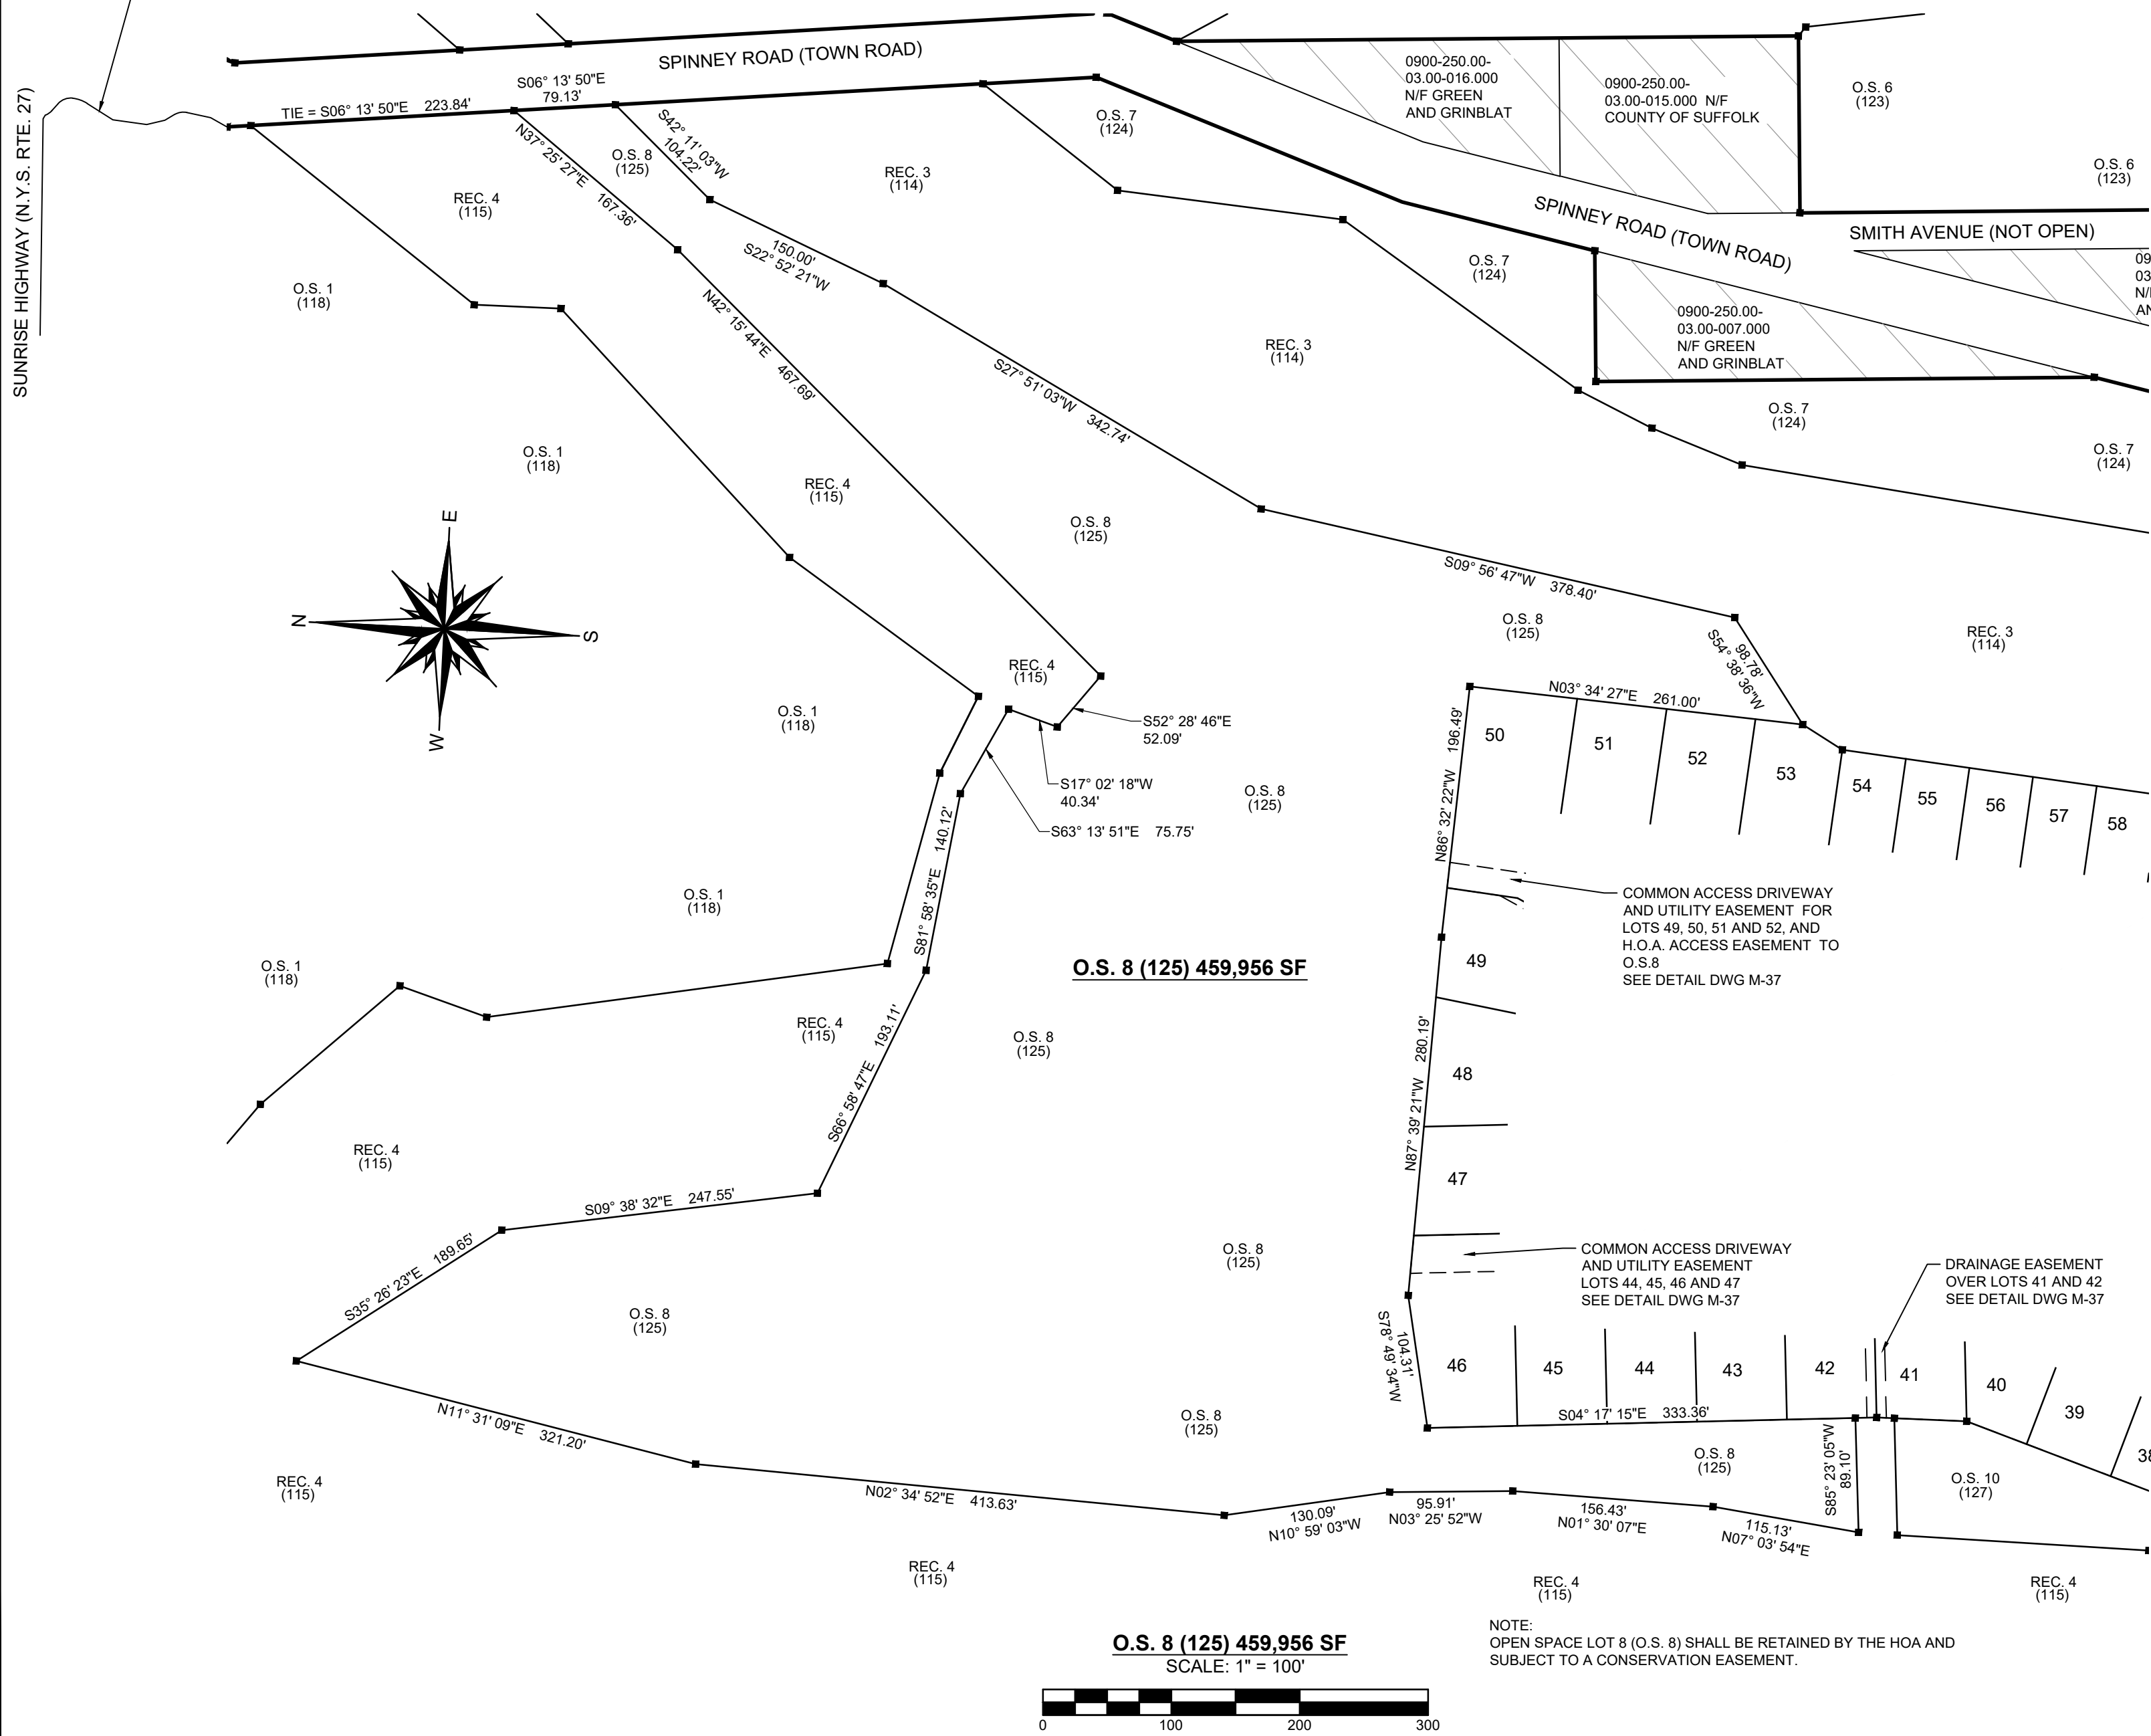 SPINNEY ROAD (TOWN ROAD)
SUNRISE HIGHWAY (N.Y.S. RTE. 27)
TIE = S06° 13' 50"E 223.84'
S06° 13' 50"E
79.13'
0900-250.00-
03.00-016.000
N/F GREEN
AND GRINBLAT
0900-250.00-
03.00-015.000 N/F
COUNTY OF SUFFOLK
O.S. 6
(123)
O.S. 6
(123)
O.S. 7
(124)
N37° 25' 27"E 167.36'
O.S. 8
(125)
S42° 11' 03"W
104.22'
REC. 3
(114)
REC. 4
(115)
150.00'
S22° 52' 21"W
SPINNEY ROAD (TOWN ROAD)
SMITH AVENUE (NOT OPEN)
09
03
N/I
AN
O.S. 7
(124)
O.S. 1
(118)
N42° 15' 44"E 467.69'
0900-250.00-
03.00-007.000
N/F GREEN
AND GRINBLAT
REC. 3
(114)
S27° 51' 03"W 342.74'
O.S. 7
(124)
O.S. 7
(124)
O.S. 1
(118)
REC. 4
(115)
O.S. 8
(125)
E
N
S
W
S09° 56' 47"W 378.40'
O.S. 8
(125)
98.78'
S54° 38' 36"W
REC. 3
(114)
REC. 4
(115)
O.S. 1
(118)
S52° 28' 46"E
52.09'
S17° 02' 18"W
40.34'
S63° 13' 51"E 75.75'
N03° 34' 27"E 261.00'
50
51
52
53
54
55
56
57
58
N86° 32' 22"W 196.49'
O.S. 8
(125)
S81° 58' 35"E 140.12'
O.S. 1
(118)
COMMON ACCESS DRIVEWAY
AND UTILITY EASEMENT FOR
LOTS 49, 50, 51 AND 52, AND
H.O.A. ACCESS EASEMENT TO
O.S.8
SEE DETAIL DWG M-37
O.S. 1
(118)
O.S. 8 (125) 459,956 SF
49
REC. 4
(115)
O.S. 8
(125)
S66° 58' 47"E 193.11'
N87° 39' 21"W 280.19'
48
REC. 4
(115)
47
S09° 38' 32"E 247.55'
S35° 26' 23"E 189.65'
O.S. 8
(125)
COMMON ACCESS DRIVEWAY
AND UTILITY EASEMENT
LOTS 44, 45, 46 AND 47
SEE DETAIL DWG M-37
DRAINAGE EASEMENT
OVER LOTS 41 AND 42
SEE DETAIL DWG M-37
O.S. 8
(125)
104.31'
S78° 49' 34"W
46
45
44
43
42
41
40
39
38
N11° 31' 09"E 321.20'
O.S. 8
(125)
S04° 17' 15"E 333.36'
O.S. 8
(125)
S85° 23' 05"W
89.10'
O.S. 10
(127)
REC. 4
(115)
N02° 34' 52"E 413.63'
130.09'
N10° 59' 03"W
95.91'
N03° 25' 52"W
156.43'
N01° 30' 07"E
115.13'
N07° 03' 54"E
REC. 4
(115)
REC. 4
(115)
REC. 4
(115)
O.S. 8 (125) 459,956 SF
SCALE: 1" = 100'
0 100 200 300
NOTE:
OPEN SPACE LOT 8 (O.S. 8) SHALL BE RETAINED BY THE HOA AND
SUBJECT TO A CONSERVATION EASEMENT.